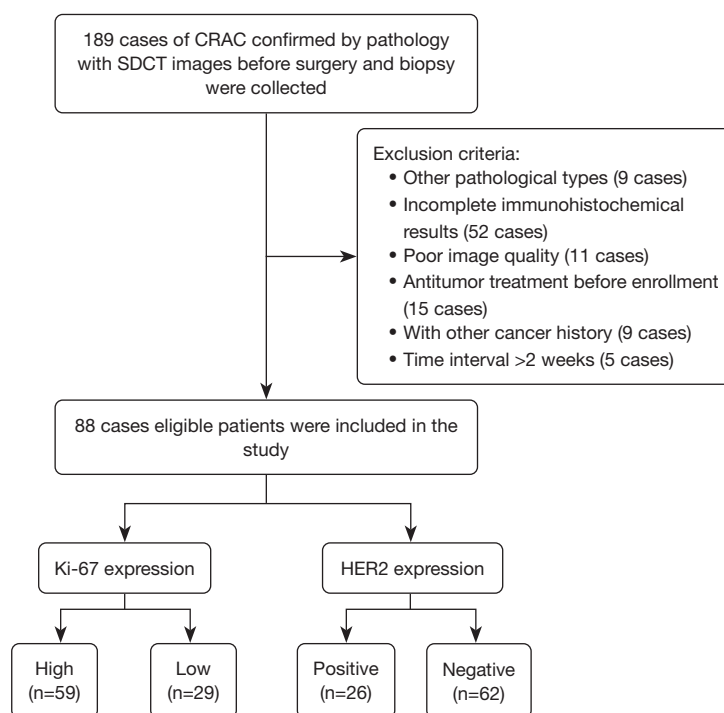 189 cases of CRAC confirmed by pathology
with SDCT images before surgery and biopsy
were collected
Exclusion criteria:
• Other pathological types (9 cases)
• Incomplete immunohistochemical
results (52 cases)
• Poor image quality (11 cases)
• Antitumor treatment before enrollment
(15 cases)
• With other cancer history (9 cases)
• Time interval >2 weeks (5 cases)
88 cases eligible patients were included in the
study
Ki-67 expression
HER2 expression
High
(n=59)
Low
(n=29)
Positive
(n=26)
Negative
(n=62)